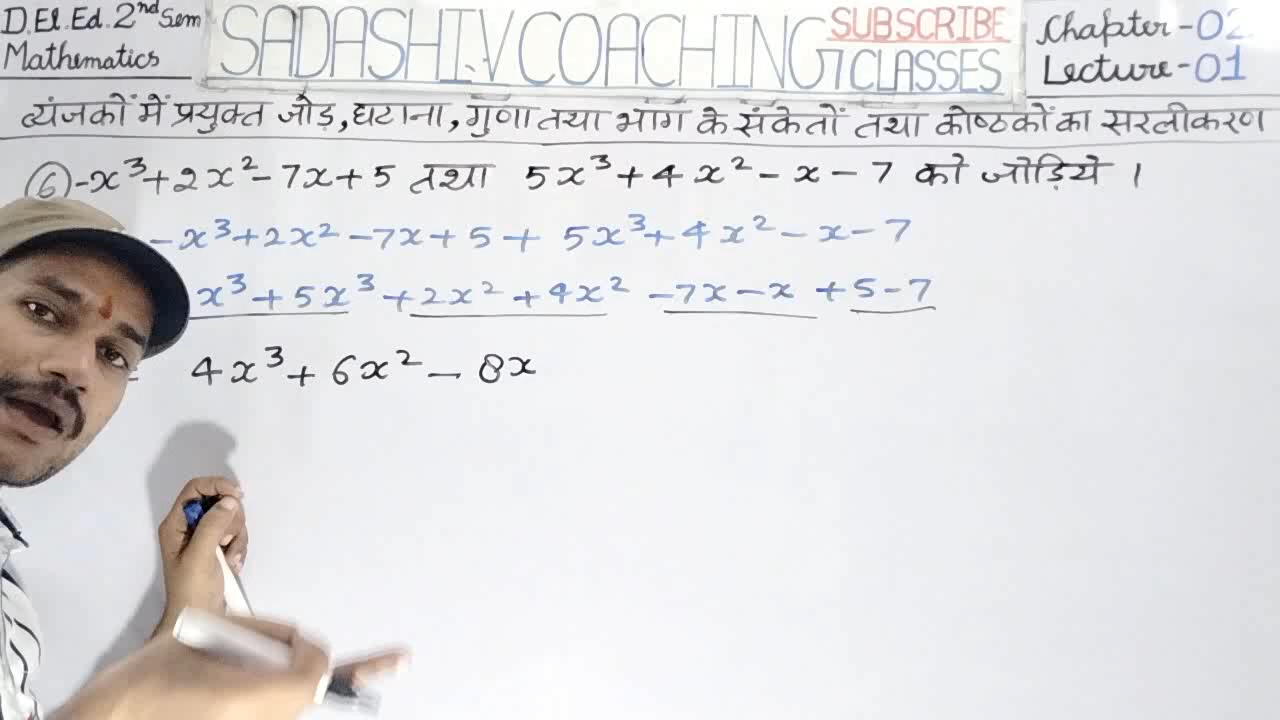 D.El.Ed. 2nd Sem
Mathematics
SADASHIV COACHING CLASSES
SUBSCRIBE
Chapter - 02
Lecture - 01
व्यंजकों में प्रयुक्त जोड़, घटाना, गुणा तथा भाग के संकेतों तथा कोष्ठकों का सरलीकरण
(6) -x³ + 2x² - 7x + 5 तथा 5x³ + 4x² - x - 7 को जोड़िये ।
-x³ + 2x² - 7x + 5 + 5x³ + 4x² - x - 7
x³ + 5x³ + 2x² + 4x² - 7x - x + 5 - 7
= 4x³ + 6x² - 8x